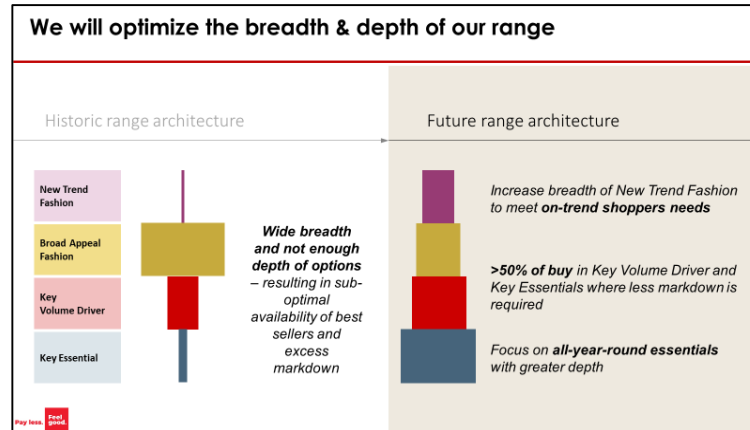 We will optimize the breadth & depth of our range
Historic range architecture
Future range architecture
New Trend
Fashion
Broad Appeal
Fashion
Key
Volume Driver
Key Essential
Wide breadth
and not enough
depth of options
– resulting in sub-
optimal
availability of best
sellers and
excess
markdown
Increase breadth of New Trend Fashion
to meet on-trend shoppers needs
>50% of buy in Key Volume Driver and
Key Essentials where less markdown is
required
Focus on all-year-round essentials
with greater depth
Pay less. Feel
good.